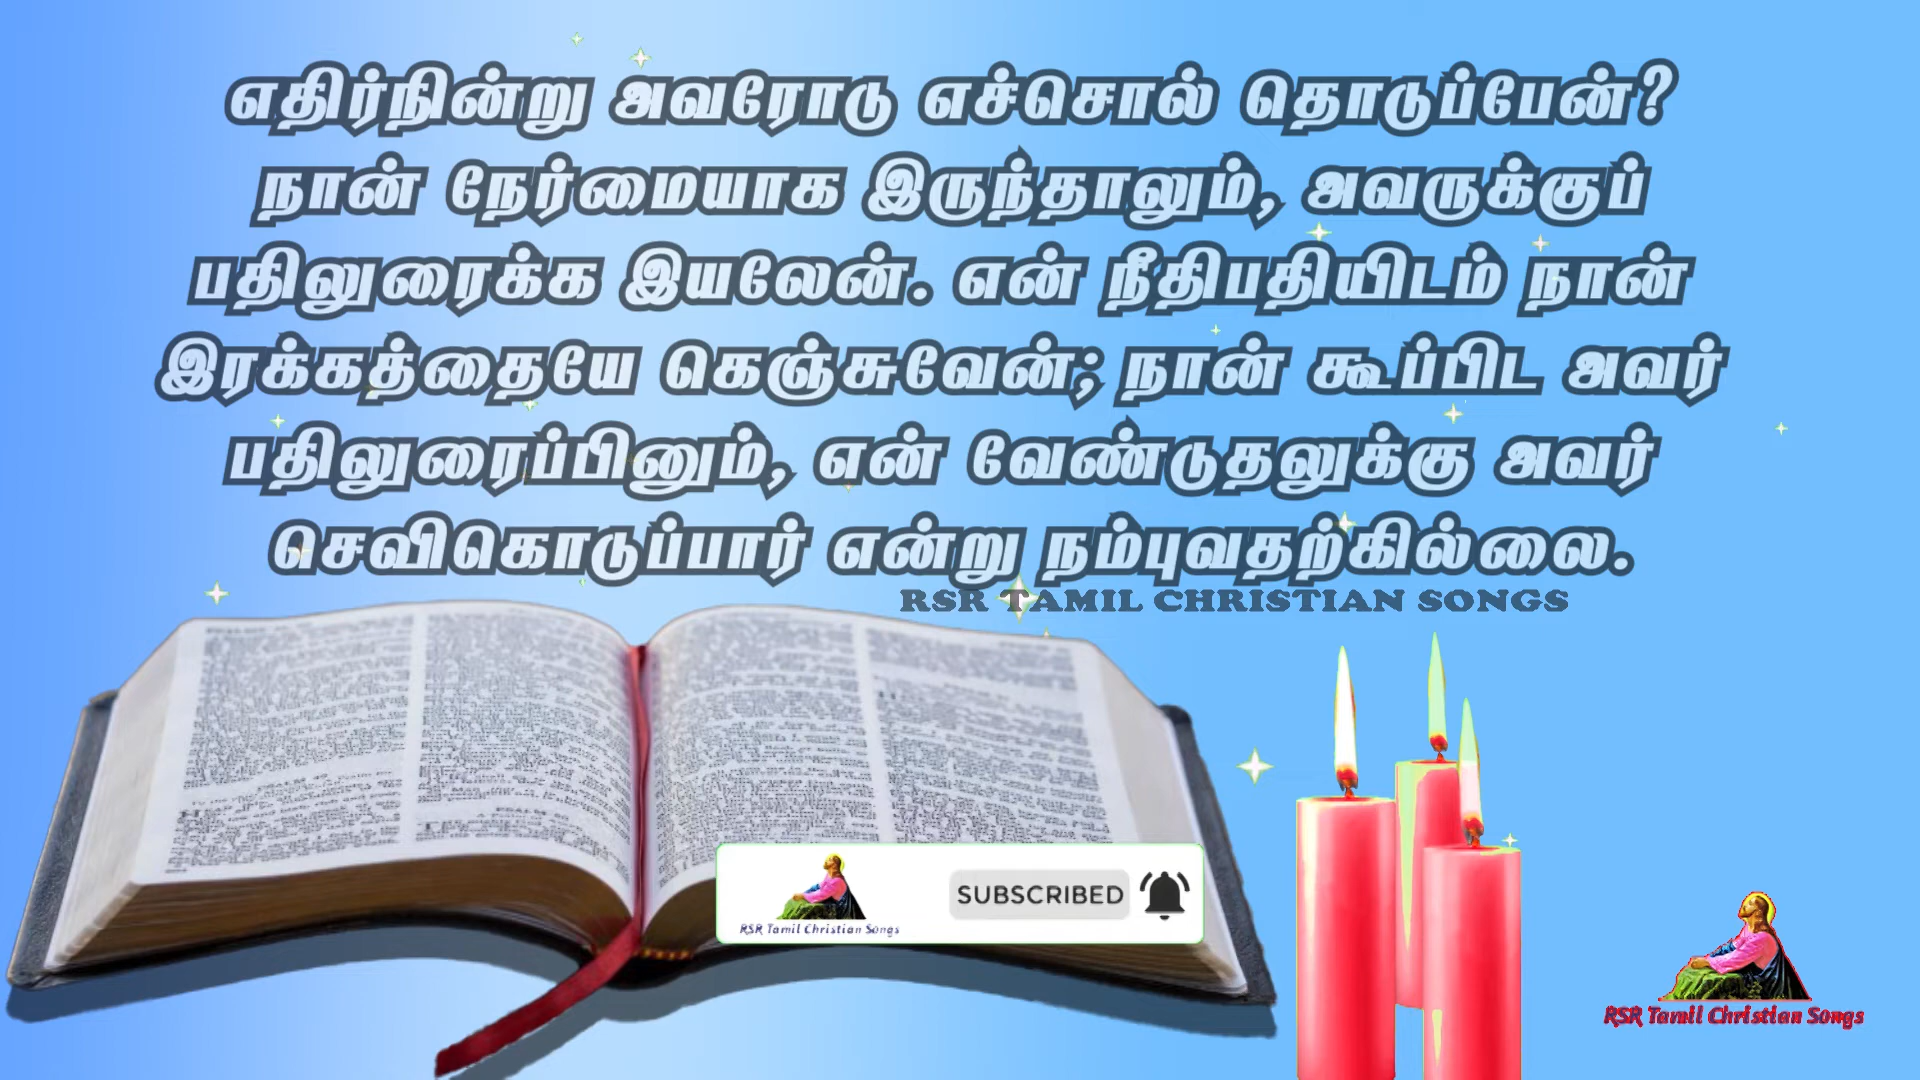 எதிர்நின்று அவரோடு எச்சொல் தொடுப்பேன்?
நான் நேர்மையாக இருந்தாலும், அவருக்குப்
பதிலுரைக்க இயலேன். என் நீதிபதியிடம் நான்
இரக்கத்தையே கெஞ்சுவேன்; நான் கூப்பிட அவர்
பதிலுரைப்பினும், என் வேண்டுதலுக்கு அவர்
செவிகொடுப்பார் என்று நம்புவதற்கில்லை.
RSR TAMIL CHRISTIAN SONGS
SUBSCRIBED
RSR Tamil Christian Songs
RSR Tamil Christian Songs